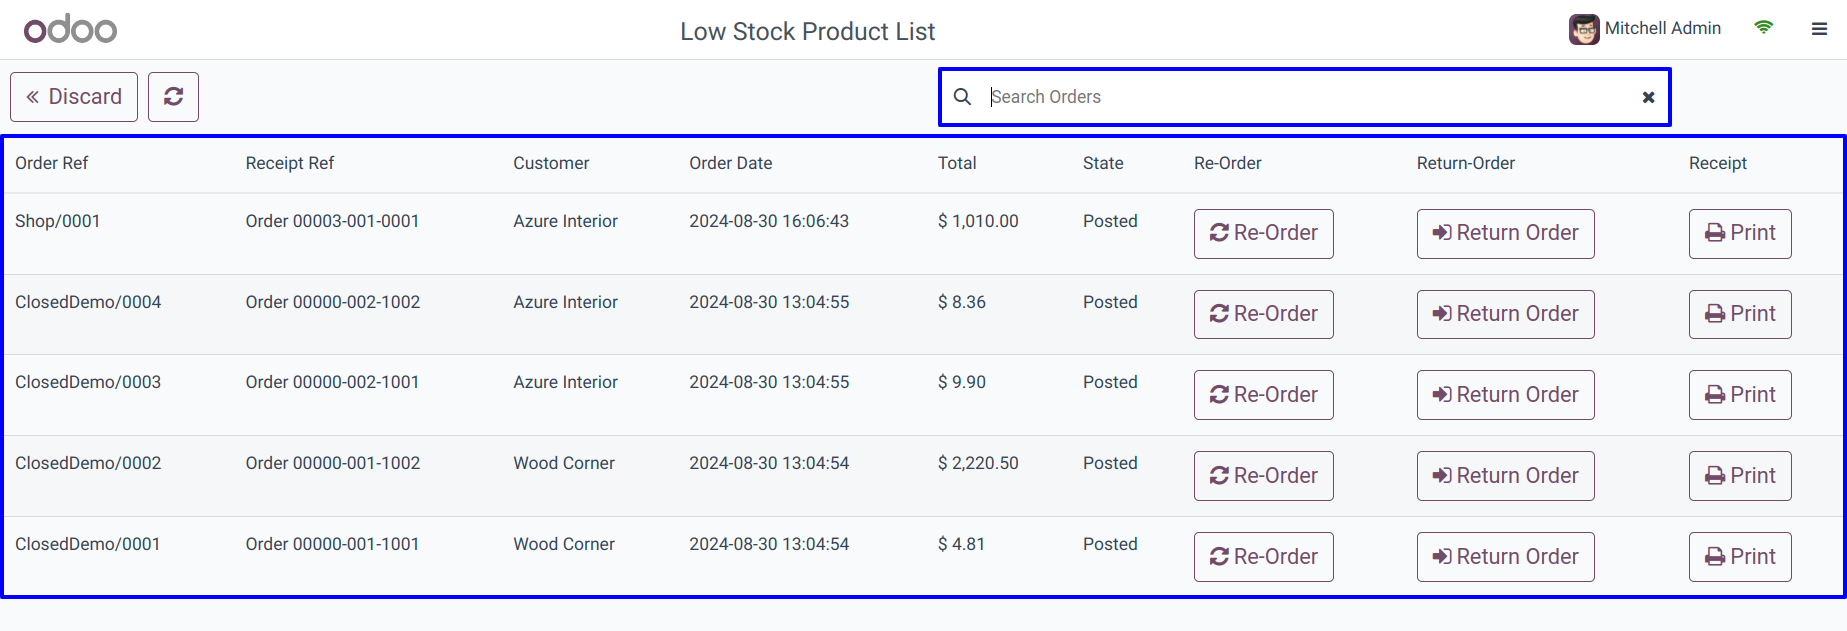 odoo
Low Stock Product List
Mitchell Admin
Discard
Search Orders
Order Ref Receipt Ref Customer Order Date Total State Re-Order Return-Order Receipt
Shop/0001 Order 00003-001-0001 Azure Interior 2024-08-30 16:06:43 $ 1,010.00 Posted Re-Order Return Order Print
ClosedDemo/0004 Order 00000-002-1002 Azure Interior 2024-08-30 13:04:55 $ 8.36 Posted Re-Order Return Order Print
ClosedDemo/0003 Order 00000-002-1001 Azure Interior 2024-08-30 13:04:55 $ 9.90 Posted Re-Order Return Order Print
ClosedDemo/0002 Order 00000-001-1002 Wood Corner 2024-08-30 13:04:54 $ 2,220.50 Posted Re-Order Return Order Print
ClosedDemo/0001 Order 00000-001-1001 Wood Corner 2024-08-30 13:04:54 $ 4.81 Posted Re-Order Return Order Print